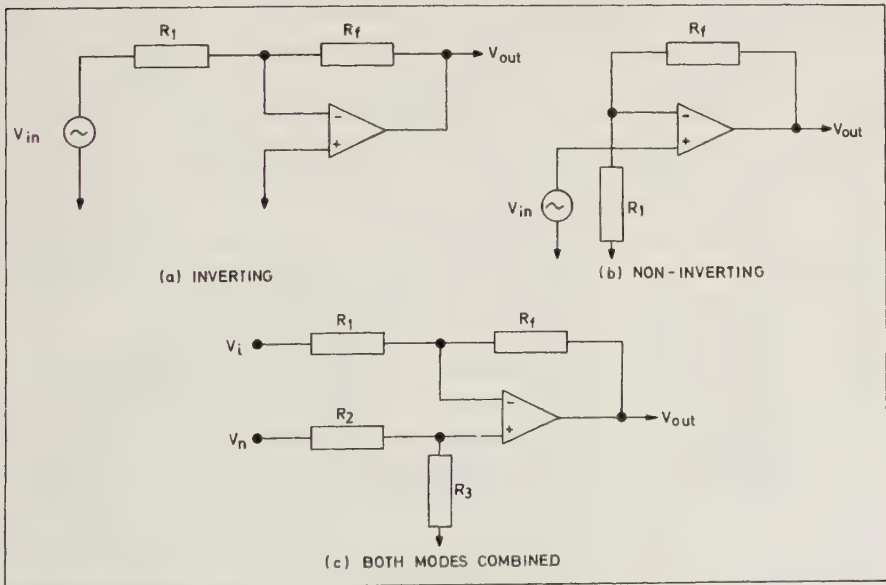 R1
Rf
Vout
Vin
-
+
(a) INVERTING
Rf
-
+
Vout
Vin
R1
(b) NON-INVERTING
Vi
R1
Rf
-
+
Vout
Vn
R2
R3
(c) BOTH MODES COMBINED